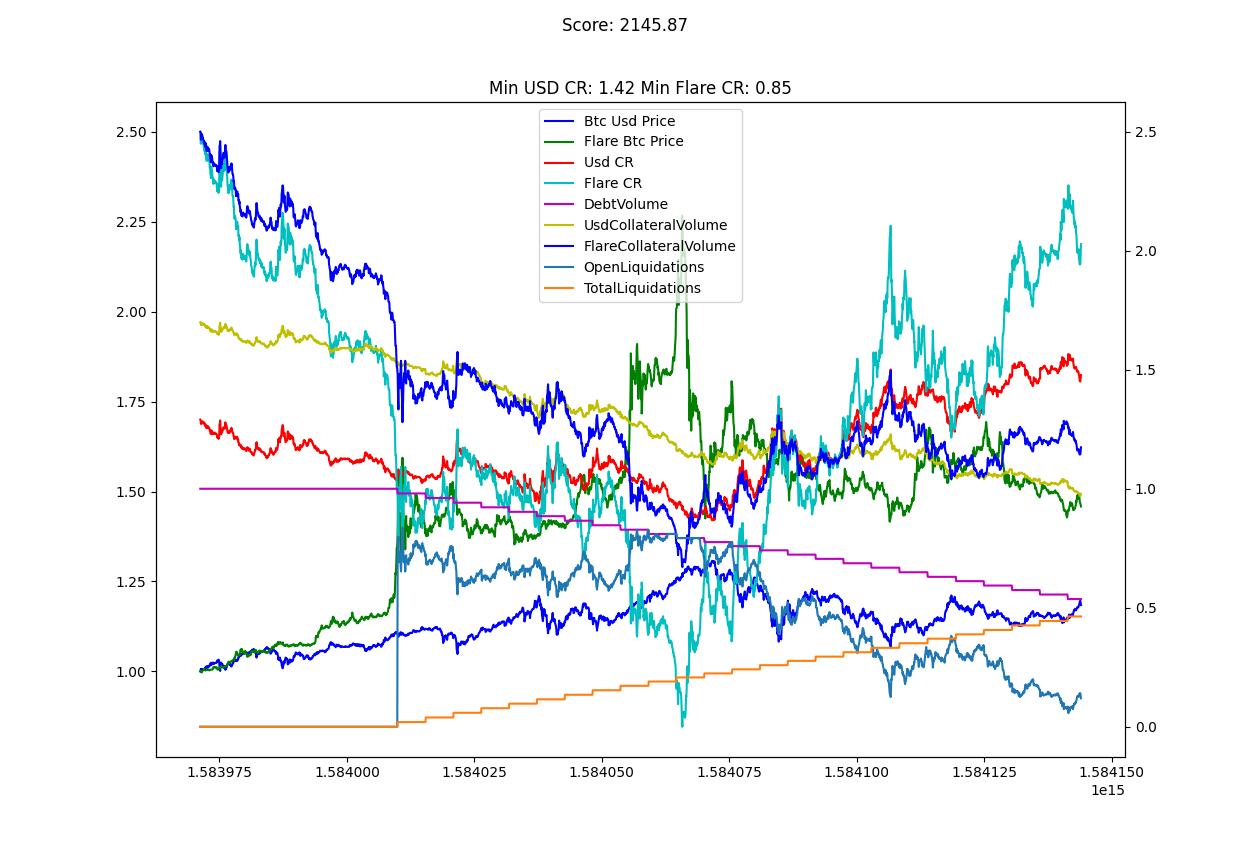 Score: 2145.87
Min USD CR: 1.42 Min Flare CR: 0.85
Btc Usd Price
Flare Btc Price
Usd CR
Flare CR
DebtVolume
UsdCollateralVolume
FlareCollateralVolume
OpenLiquidations
TotalLiquidations
2.50
2.25
2.00
1.75
1.50
1.25
1.00
2.5
2.0
1.5
1.0
0.5
0.0
1.583975 1.584000 1.584025 1.584050 1.584075 1.584100 1.584125 1.584150
1e15